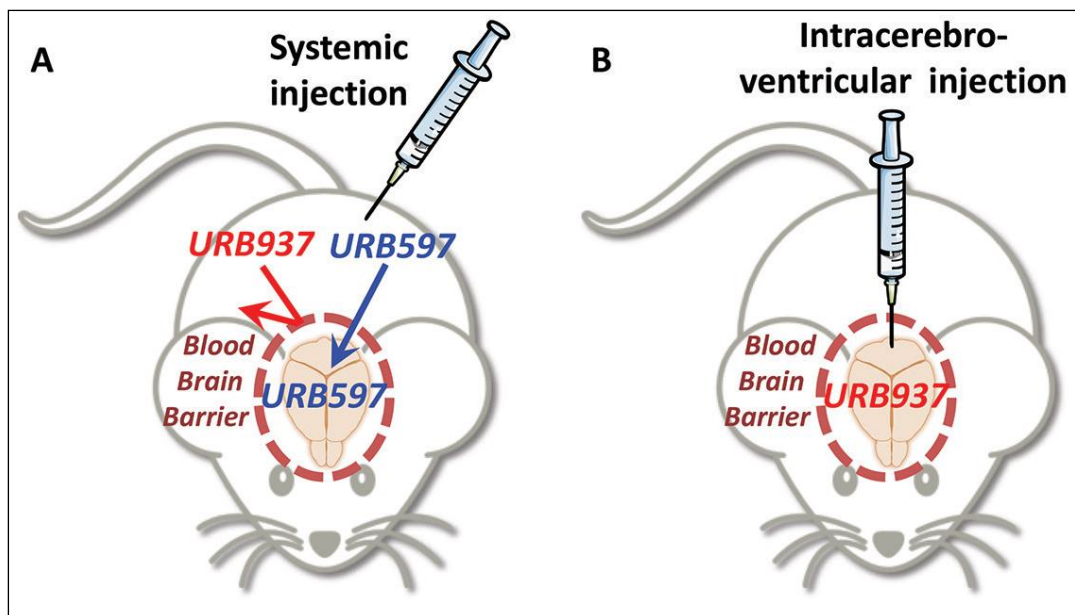 A
Systemic
injection
URB937 URB597
Blood
Brain
Barrier
URB597
B
Intracerebro-
ventricular injection
Blood
Brain
Barrier
URB937